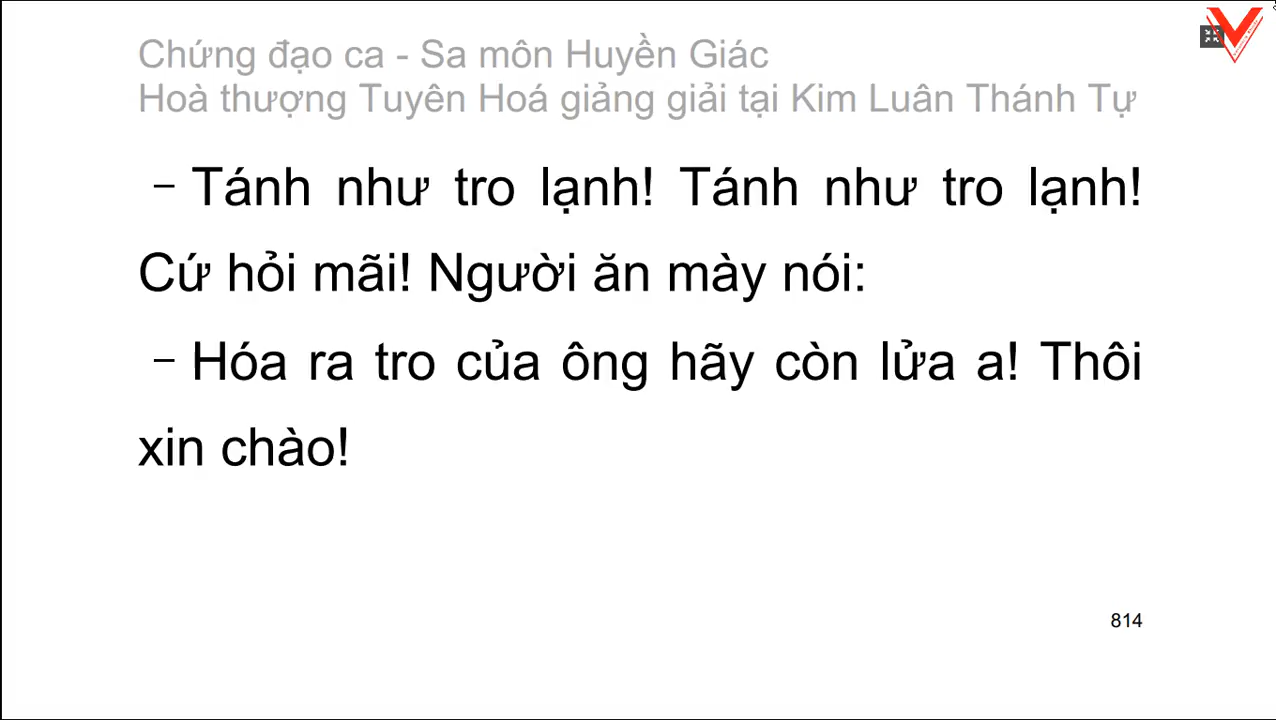 Chứng đạo ca - Sa môn Huyền Giác
Hoà thượng Tuyên Hoá giảng giải tại Kim Luân Thánh Tự
– Tánh như tro lạnh! Tánh như tro lạnh!
Cứ hỏi mãi! Người ăn mày nói:
– Hóa ra tro của ông hãy còn lửa a! Thôi
xin chào!
814